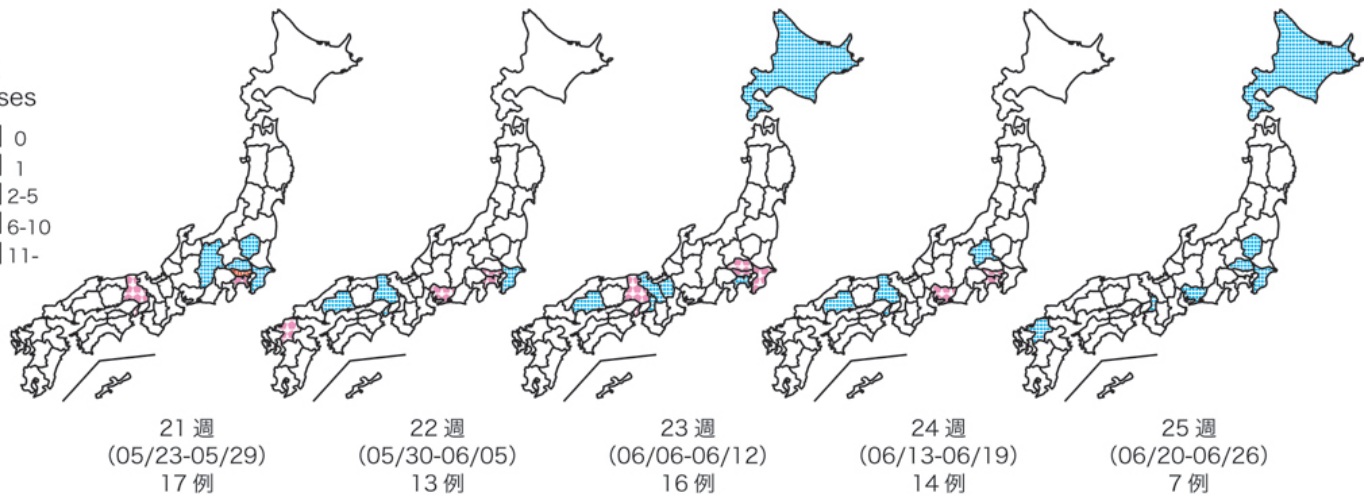 ses
0
1
2-5
6-10
11-
21 週
(05/23-05/29)
17 例
22 週
(05/30-06/05)
13 例
23 週
(06/06-06/12)
16 例
24 週
(06/13-06/19)
14 例
25 週
(06/20-06/26)
7 例